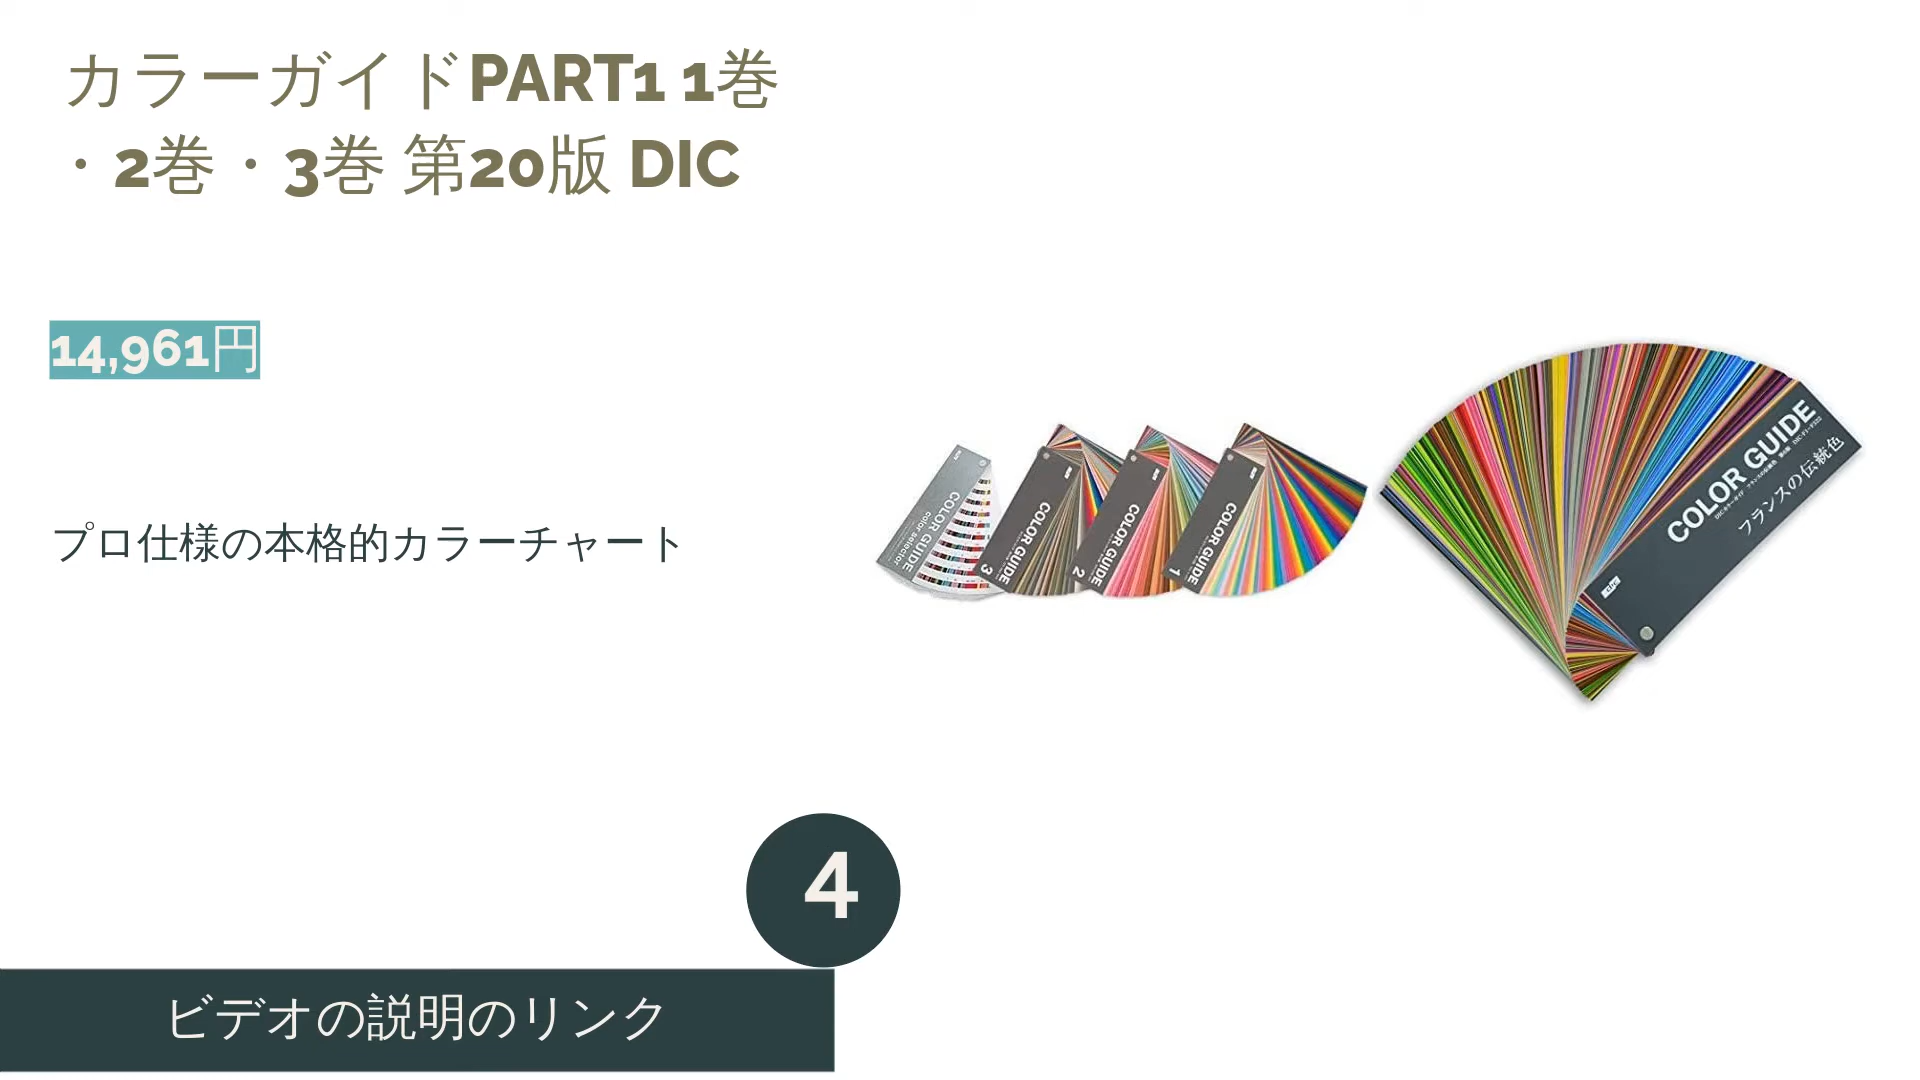 カラーガイドPART1 1巻
・2巻・3巻 第20版 DIC
14,961円
プロ仕様の本格的カラーチャート
COLOR GUIDE
color selector
COLOR GUIDE
3
COLOR GUIDE
2
COLOR GUIDE
1
COLOR GUIDE
フランスの伝統色
dic
4
ビデオの説明のリンク